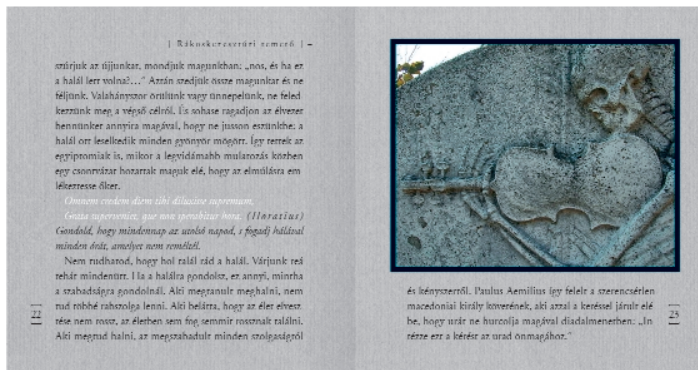 | Rákoskeresztúri temető | –
szúrjuk az újjunkat, mondjuk magunkban: „nos, és ha ez
a halál lett volna?…” Aztán szedjük össze magunkat és ne
féljünk. Valahányszor örülünk vagy ünnepelünk, ne feled
kezzünk meg a végső célról. És sohase ragadjon az élvezet
bennünket annyira magával, hogy ne jusson eszünkbe: a
halál ott leselkedik minden gyönyör mögött. Így tettek az
egyiptomiak is, mikor a legvidámabb mulatozás közben
egy csontvázat hozattak maguk elé, hogy az elmúlásra em
lékeztesse őket.
Omnem credem diem tibi diluxisse supremum,
Grata superveniet, que non sperabitur hora. (Horatius)
Gondold, hogy mindennap az utolsó napod, s fogadj hálával
minden órát, amelyet nem reméltél.
Nem tudhatod, hogy hol talál rád a halál. Várjunk reá
tehát mindenütt. Ha a halálra gondolsz, ez annyi, mintha
a szabadságra gondolnál. Aki megtanult meghalni, nem
tud többé rabszolga lenni. Aki belátta, hogy az élet elvesz
tése nem rossz, az életben sem fog semmit rossznak találni.
Aki megtud halni, az megszabadult minden szolgaságtól
22
és kényszertől. Paulus Aemilius így felelt a szerencsétlen
macedoniai király követének, aki azzal a kéréssel járult elé
be, hogy urát ne hurcolja magával diadalmenetben: „In
tézze ezt a kérést az urad önmagához.”
23